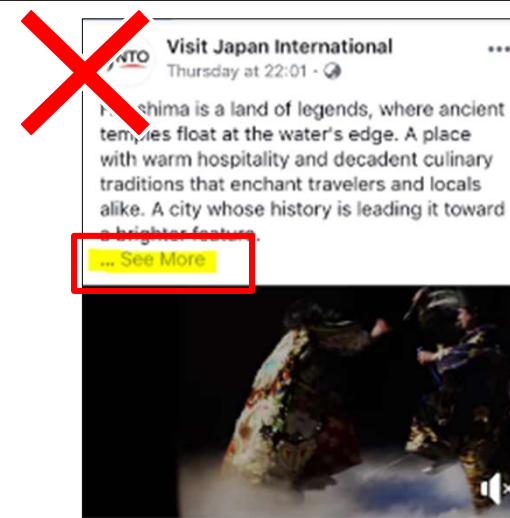 JNTO
Visit Japan International
Thursday at 22:01 ·
shima is a land of legends, where ancient
temples float at the water's edge. A place
with warm hospitality and decadent culinary
traditions that enchant travelers and locals
alike. A city whose history is leading it toward
a brighter feature.
... See More